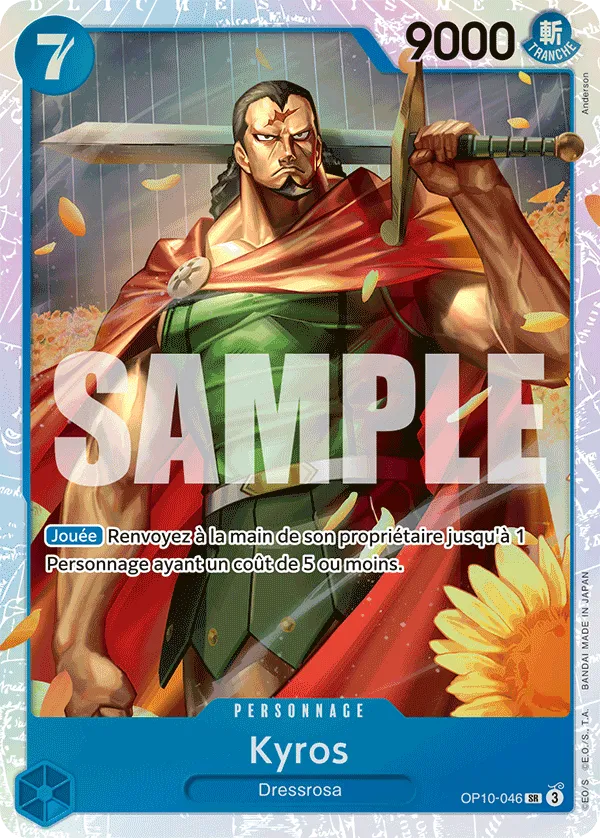 7
9000
斬
TRANCHE
Anderson
SAMPLE
Jouée Renvoyez à la main de son propriétaire jusqu'à 1
Personnage ayant un coût de 5 ou moins.
PERSONNAGE
Kyros
Dressrosa
OP10-046 SR 3
©EO/S ©E.O./S., T.A. BANDAI MADE IN JAPAN